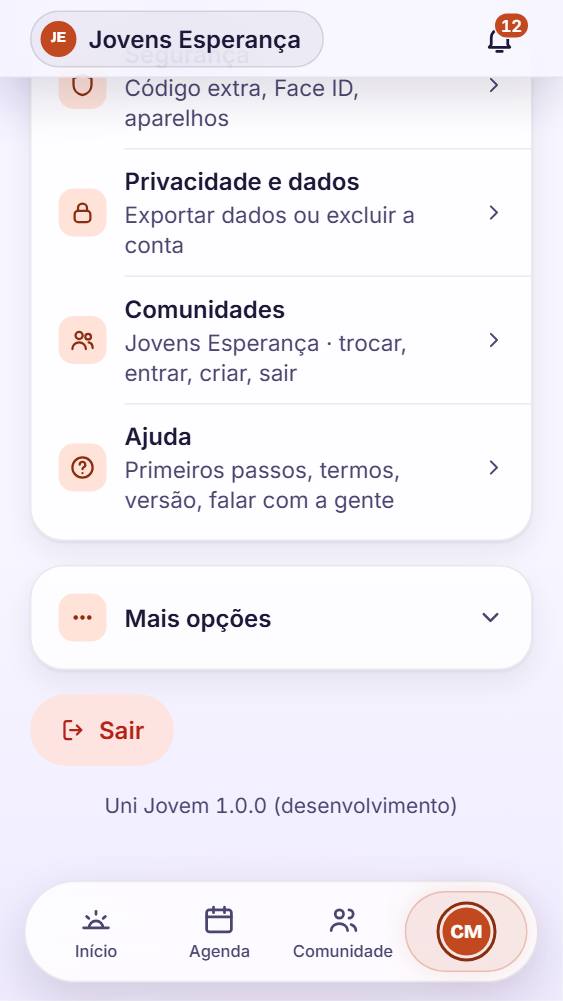 JE Jovens Esperança
12
Segurança
Código extra, Face ID,
aparelhos
Privacidade e dados
Exportar dados ou excluir a
conta
Comunidades
Jovens Esperança · trocar,
entrar, criar, sair
Ajuda
Primeiros passos, termos,
versão, falar com a gente
Mais opções
Sair
Uni Jovem 1.0.0 (desenvolvimento)
Início
Agenda
Comunidade
CM